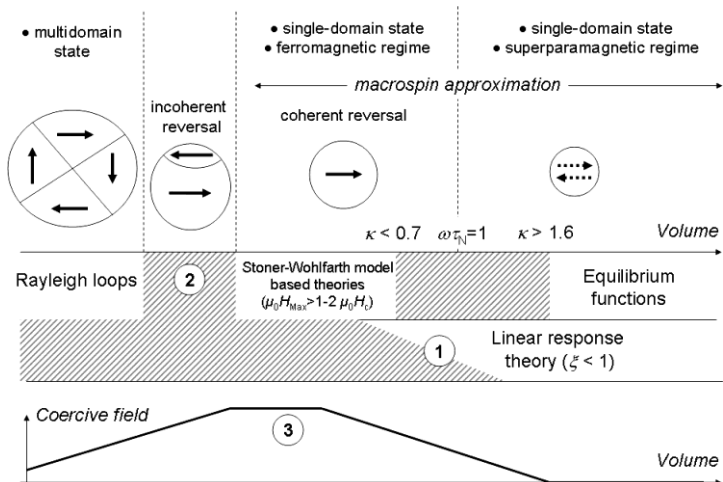 ● multidomain
state
● single-domain state
● ferromagnetic regime
● single-domain state
● superparamagnetic regime
macrospin approximation
incoherent
reversal
coherent reversal
κ < 0.7
ωτN=1
κ > 1.6
Volume
Rayleigh loops
2
Stoner-Wohlfarth model
based theories
(μ0HMax>1-2 μ0Hc)
Equilibrium
functions
1
Linear response
theory (ξ < 1)
Coercive field
3
Volume